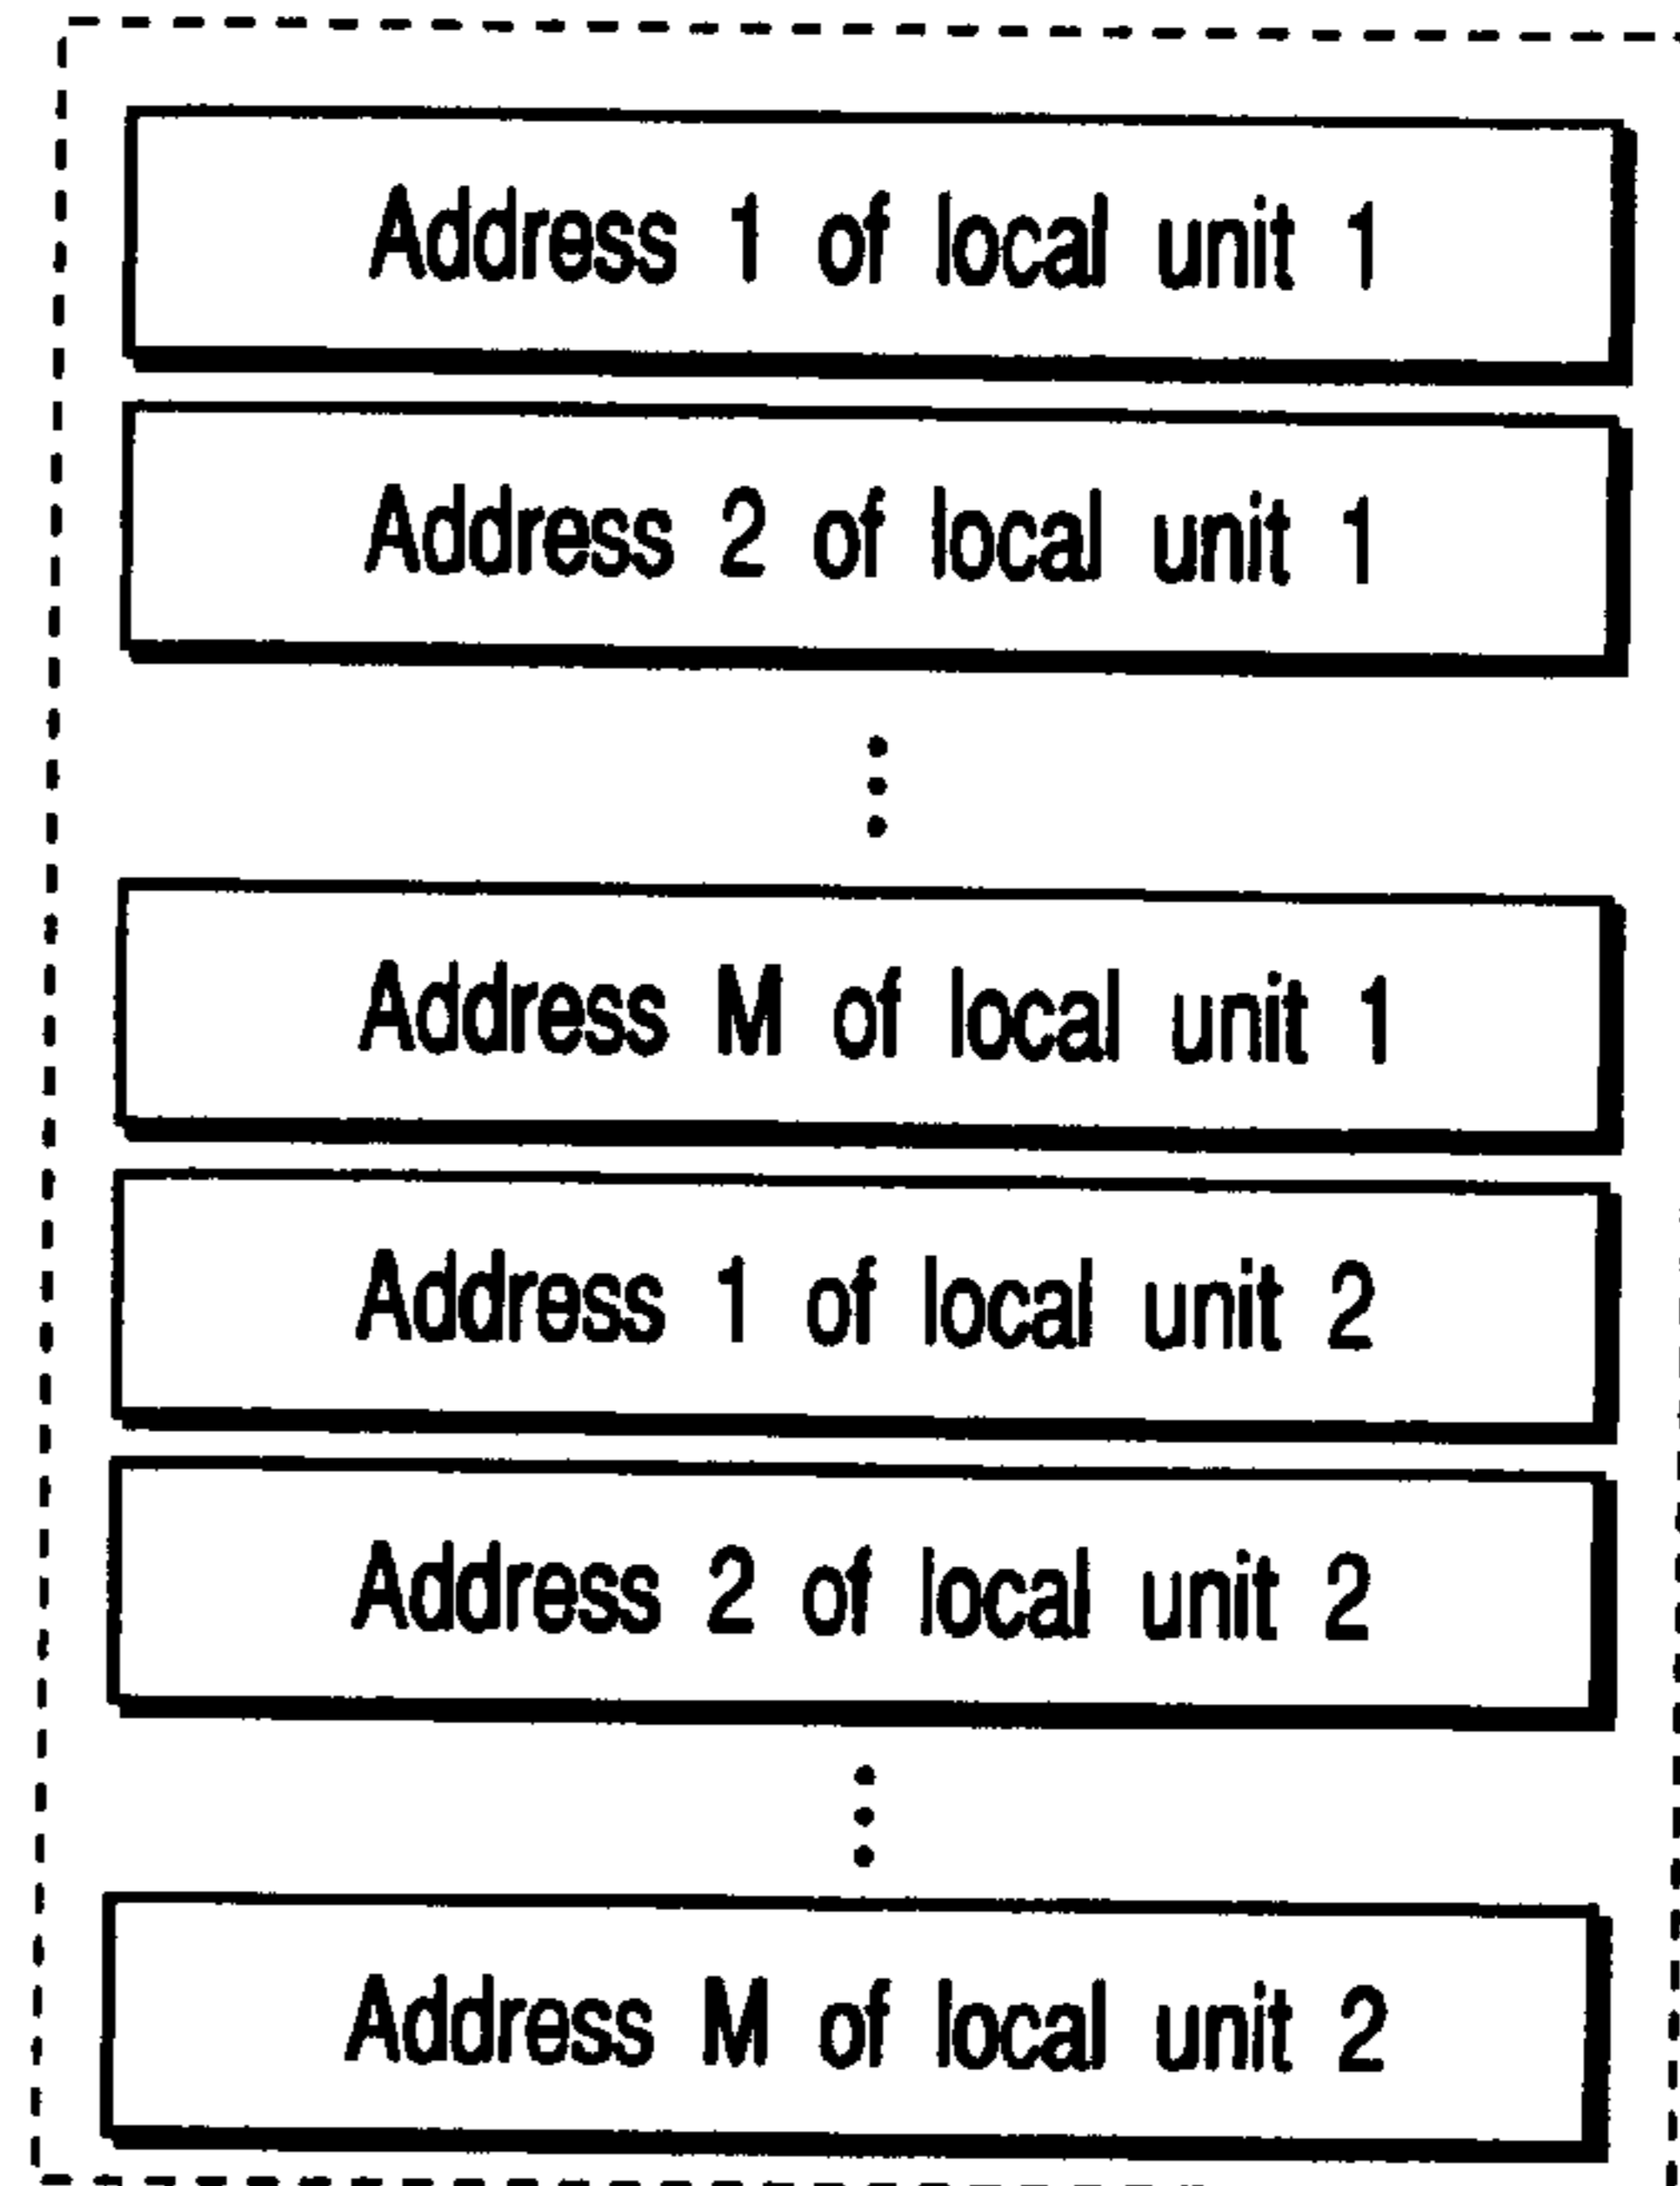 Address 1 of local unit 1
Address 2 of local unit 1
Address M of local unit 1
Address 1 of local unit 2
Address 2 of local unit 2
Address M of local unit 2